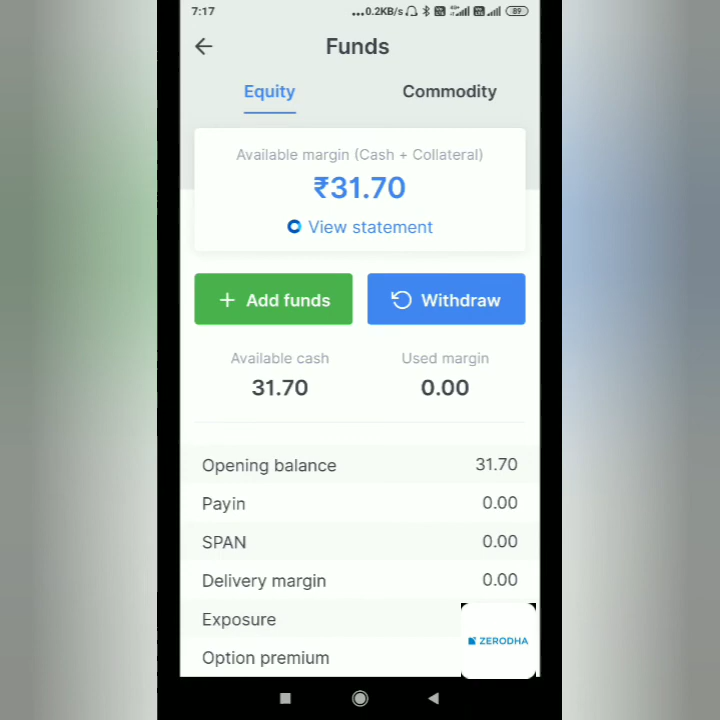 7:17 ...0.2KB/s 89
Funds
Equity Commodity
Available margin (Cash + Collateral)
₹31.70
View statement
+ Add funds Withdraw
Available cash Used margin
31.70 0.00
Opening balance 31.70
Payin 0.00
SPAN 0.00
Delivery margin 0.00
Exposure
ZERODHA
Option premium